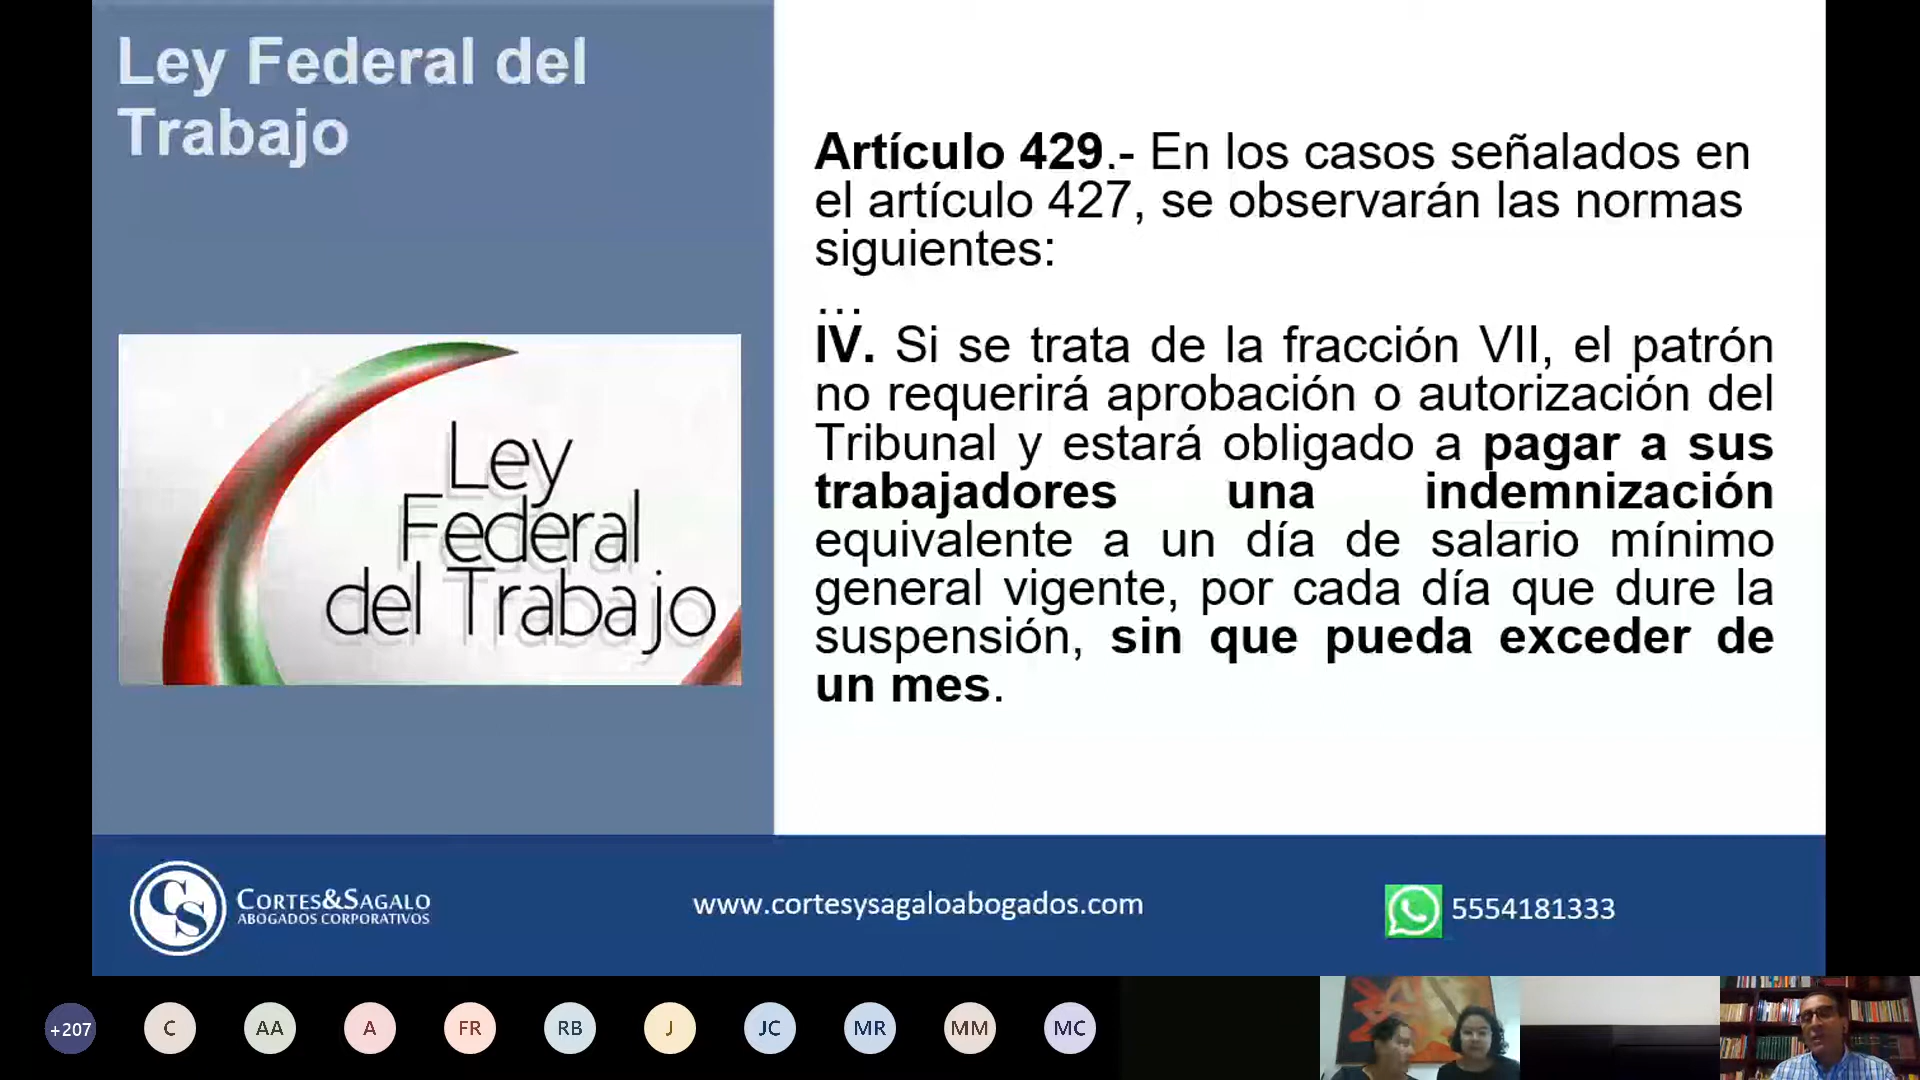 Ley Federal del
Trabajo
Artículo 429.- En los casos señalados en
el artículo 427, se observarán las normas
siguientes:
...
IV. Si se trata de la fracción VII, el patrón
no requerirá aprobación o autorización del
Tribunal y estará obligado a pagar a sus
trabajadores una indemnización
equivalente a un día de salario mínimo
general vigente, por cada día que dure la
suspensión, sin que pueda exceder de
un mes.
Ley
Federal
del Trabajo
CS
CORTES&SAGALO
ABOGADOS CORPORATIVOS
www.cortesysagaloabogados.com
5554181333
+207
C
AA
A
FR
RB
J
JC
MR
MM
MC